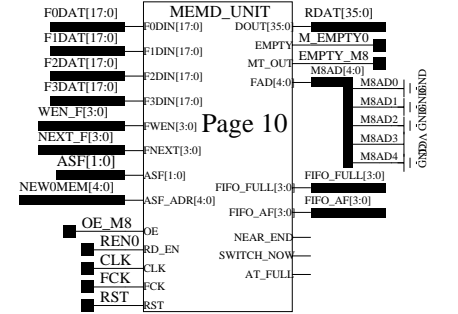 MEMD_UNIT
Page 10
F0DAT[17:0]
F0DIN[17:0]
F1DAT[17:0]
F1DIN[17:0]
F2DAT[17:0]
F2DIN[17:0]
F3DAT[17:0]
F3DIN[17:0]
WEN_F[3:0]
FWEN[3:0]
NEXT_F[3:0]
FNEXT[3:0]
ASF[1:0]
ASF[1:0]
NEW0MEM[4:0]
ASF_ADR[4:0]
OE_M8
OE
REN0
RD_EN
CLK
CLK
FCK
FCK
RST
RST
DOUT[35:0]
RDAT[35:0]
EMPTY
M_EMPTY0
MT_OUT
EMPTY_M8
FAD[4:0]
M8AD[4:0]
M8AD0
M8AD1
M8AD2
M8AD3
M8AD4
FIFO_FULL[3:0]
FIFO_FULL[3:0]
FIFO_AF[3:0]
FIFO_AF[3:0]
NEAR_END
SWITCH_NOW
AT_FULL